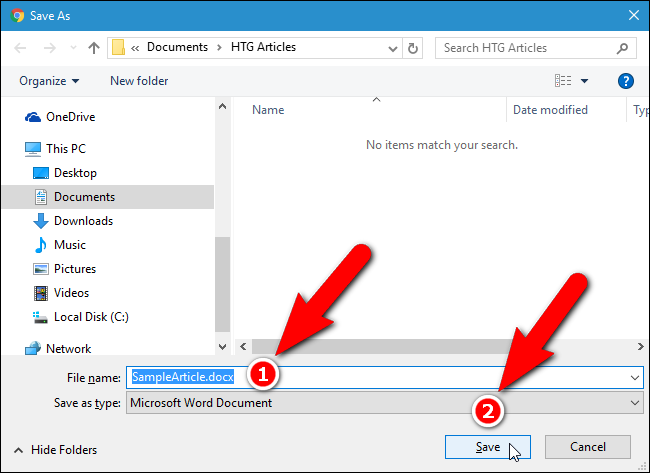 Save As
« Documents > HTG Articles
Search HTG Articles
Organize
New folder
?
Name
Date modified
Typ
OneDrive
This PC
Desktop
Documents
Downloads
Music
Pictures
Videos
Local Disk (C:)
Network
No items match your search.
File name: SampleArticle.docx
1
Save as type: Microsoft Word Document
2
Hide Folders
Save
Cancel